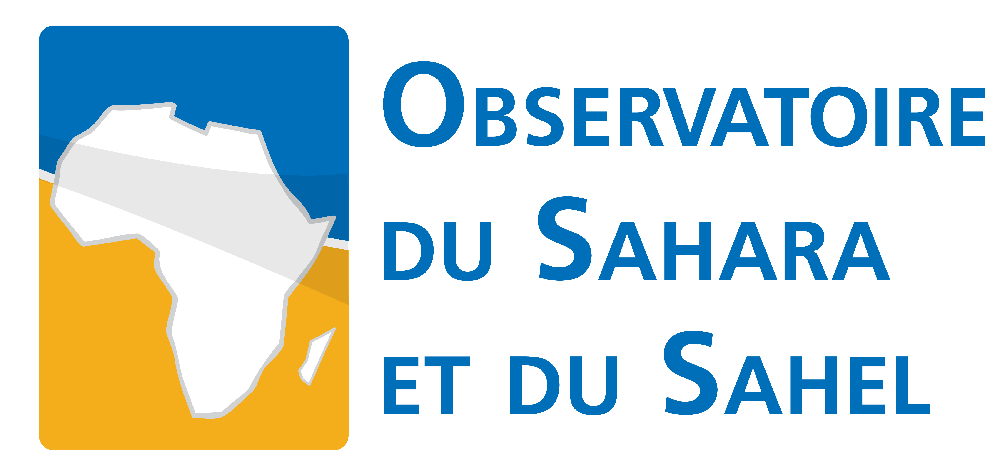 OBSERVATOIRE
DU SAHARA
ET DU SAHEL